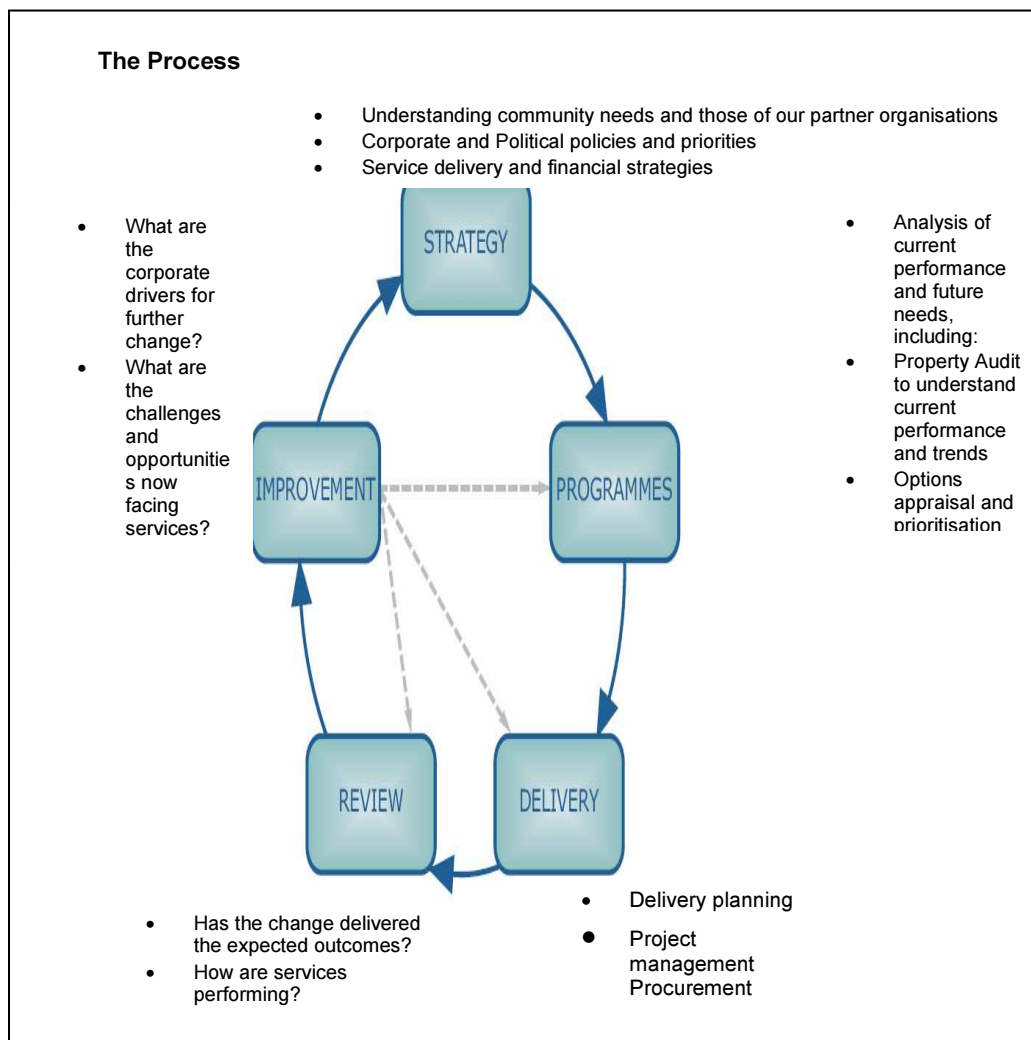 The Process
• Understanding community needs and those of our partner organisations
• Corporate and Political policies and priorities
• Service delivery and financial strategies
• What are
the
corporate
drivers for
further
change?
• What are
the
challenges
and
opportunitie
s now
facing
services?
• Analysis of
current
performance
and future
needs,
including:
• Property Audit
to understand
current
performance
and trends
• Options
appraisal and
prioritisation
STRATEGY
IMPROVEMENT
PROGRAMMES
REVIEW
DELIVERY
• Has the change delivered
the expected outcomes?
• How are services
performing?
• Delivery planning
• Project
management
Procurement